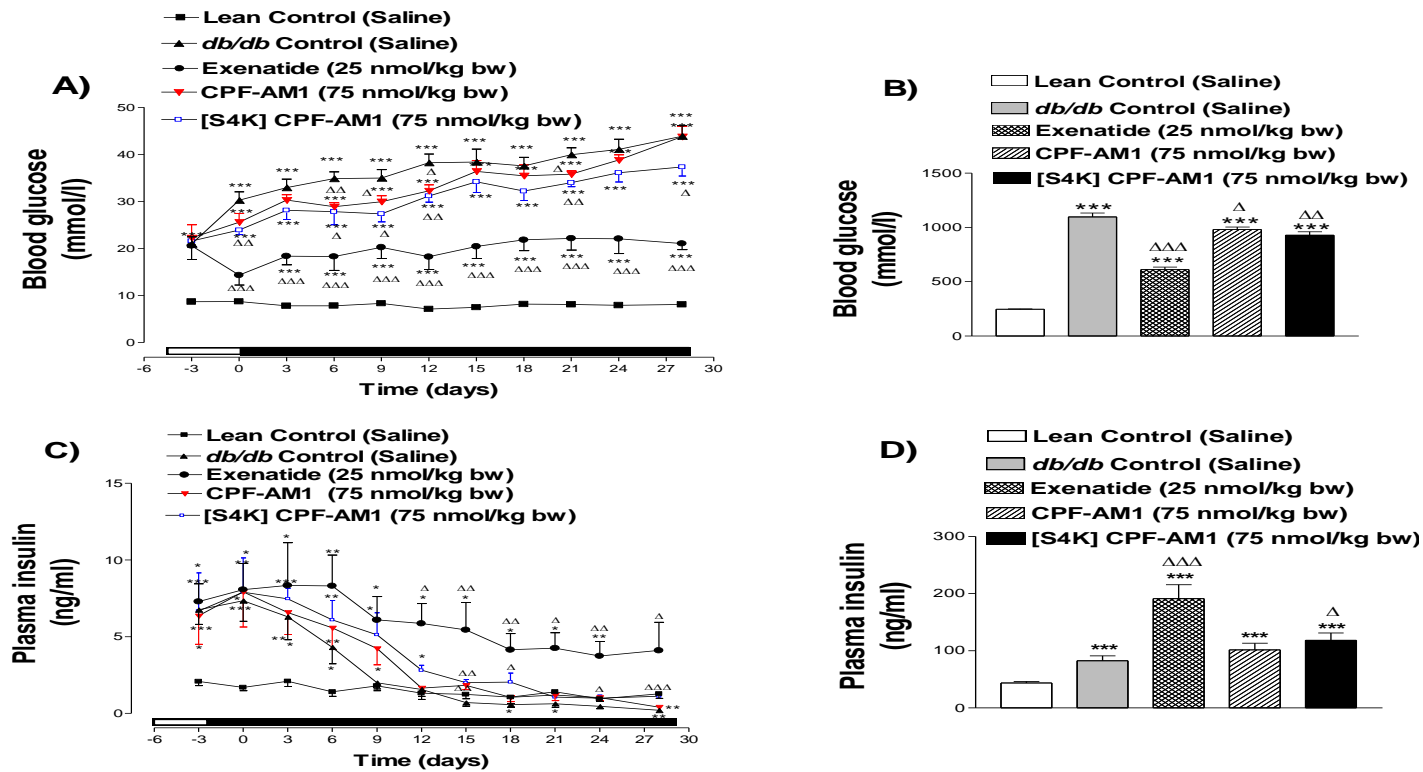 A)
Lean Control (Saline)
db/db Control (Saline)
Exenatide (25 nmol/kg bw)
CPF-AM1 (75 nmol/kg bw)
[S4K] CPF-AM1 (75 nmol/kg bw)
Blood glucose
(mmol/l)
50
40
30
20
10
0
-6 -3 0 3 6 9 12 15 18 21 24 27 30
Time (days)
B)
Lean Control (Saline)
db/db Control (Saline)
Exenatide (25 nmol/kg bw)
CPF-AM1 (75 nmol/kg bw)
[S4K] CPF-AM1 (75 nmol/kg bw)
Blood glucose
(mmol/l)
1500
1000
500
0
***
ΔΔΔ
***
Δ
***
ΔΔ
***
C)
Lean Control (Saline)
db/db Control (Saline)
Exenatide (25 nmol/kg bw)
CPF-AM1 (75 nmol/kg bw)
[S4K] CPF-AM1 (75 nmol/kg bw)
Plasma insulin
(ng/ml)
15
10
5
0
-6 -3 0 3 6 9 12 15 18 21 24 27 30
Time (days)
D)
Lean Control (Saline)
db/db Control (Saline)
Exenatide (25 nmol/kg bw)
CPF-AM1 (75 nmol/kg bw)
[S4K] CPF-AM1 (75 nmol/kg bw)
Plasma insulin
(ng/ml)
300
200
100
0
***
ΔΔΔ
***
***
Δ
***